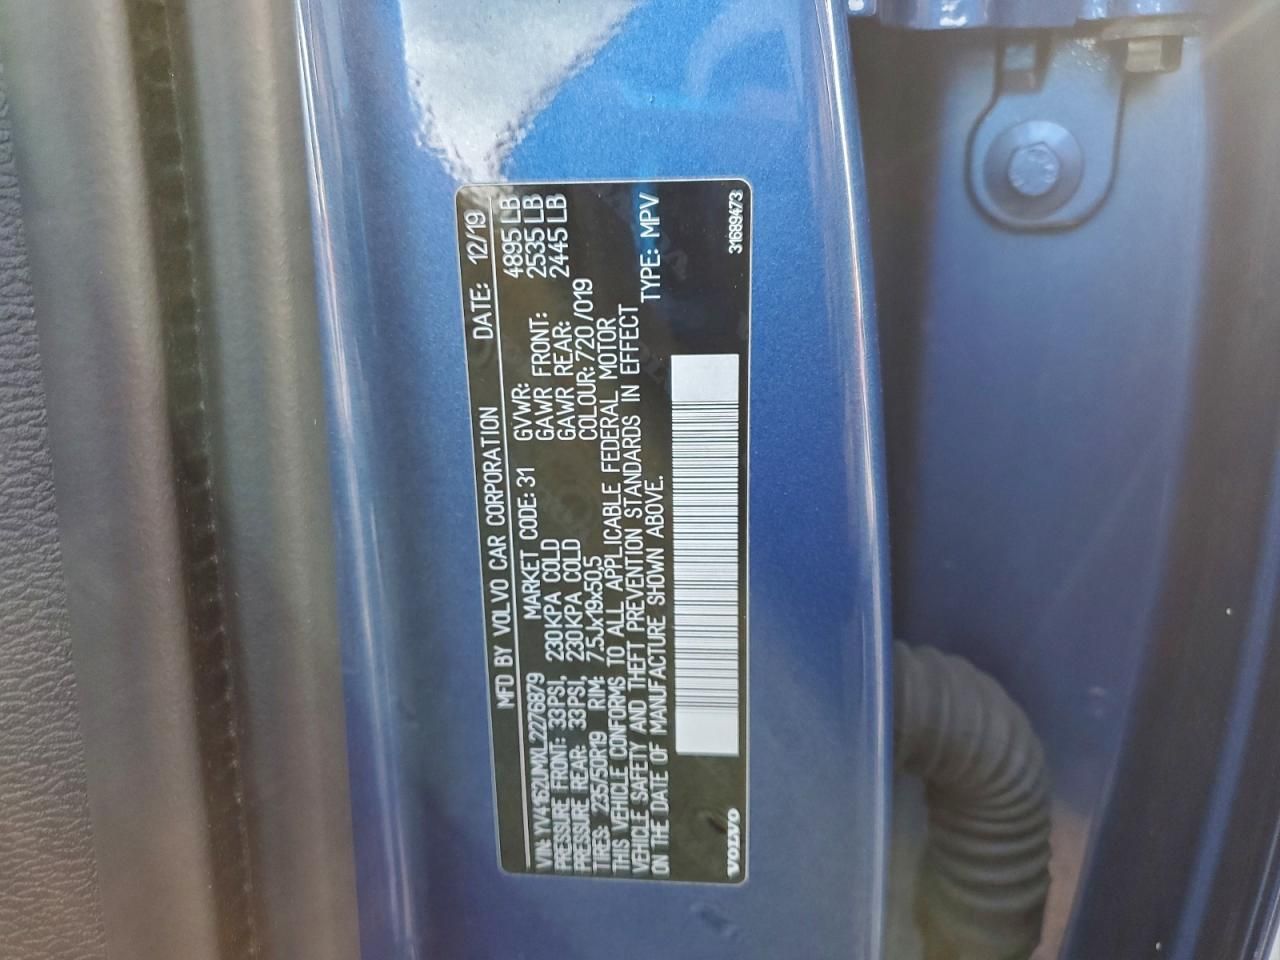 MFD BY VOLVO CAR CORPORATION DATE: 12/19
VIN: YV4162UMXL2276879 MARKET CODE: 31 GVWR: 4895 LB
PRESSURE FRONT: 33PSI, 230KPA COLD GAWR FRONT: 2535 LB
PRESSURE REAR: 33PSI, 230KPA COLD GAWR REAR: 2445 LB
TIRES: 235/50R19 RIM: 7.5Jx19x50,5 COLOUR: 720 /019
THIS VEHICLE CONFORMS TO ALL APPLICABLE FEDERAL MOTOR
VEHICLE SAFETY AND THEFT PREVENTION STANDARDS IN EFFECT
ON THE DATE OF MANUFACTURE SHOWN ABOVE. TYPE: MPV
VOLVO 31689473